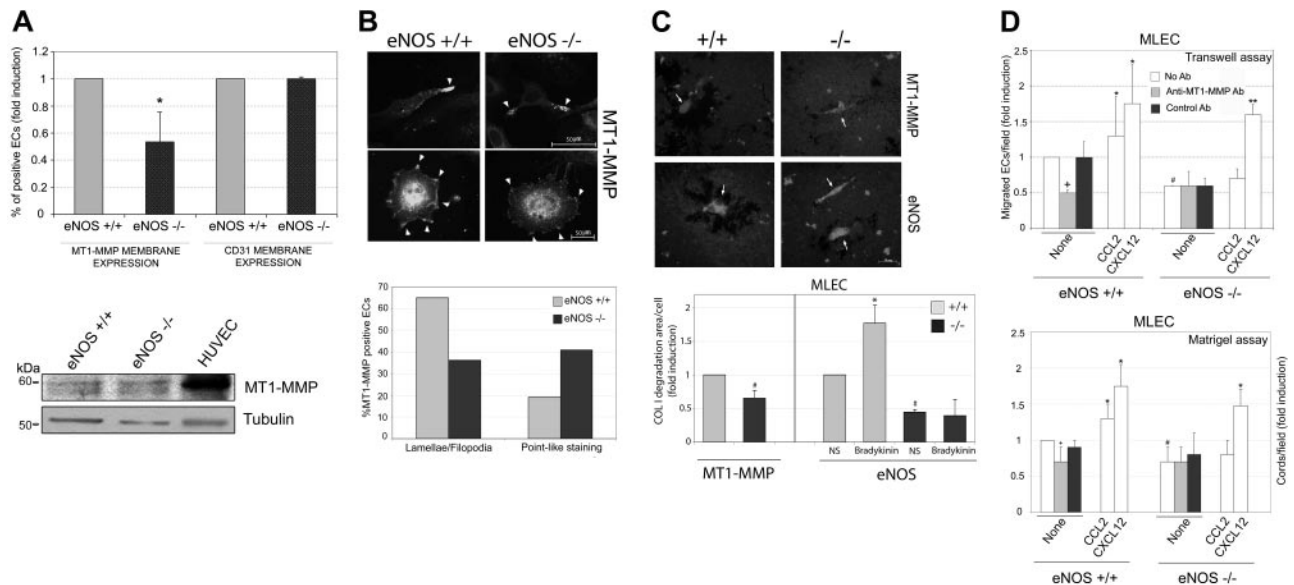 A
% of positive ECs (fold induction)
1.2
1
0.8
0.6
0.4
0.2
0
*
eNOS +/+
eNOS -/-
eNOS +/+
eNOS -/-
MT1-MMP MEMBRANE
EXPRESSION
CD31 MEMBRANE
EXPRESSION
eNOS +/+
eNOS -/-
HUVEC
kDa
60
50
MT1-MMP
Tubulin
B
eNOS +/+
eNOS -/-
MT1-MMP
50μm
50μm
%MT1-MMP positive ECs
70
60
50
40
30
20
10
0
eNOS +/+
eNOS -/-
Lamellae/Filopodia
Point-like staining
C
+/+
-/-
MT1-MMP
eNOS
MLEC
COL I degradation area/cell
(fold induction)
2
1.5
1
0.5
0
#
*
‡
+/+
-/-
NS
Bradykinin
NS
Bradykinin
MT1-MMP
eNOS
D
MLEC
Transwell assay
Migrated ECs/field (fold induction)
2.5
2
1.5
1
0.5
0
No Ab
Anti-MT1-MMP Ab
Control Ab
+
*
*
#
**
None
CCL2
CXCL12
None
CCL2
CXCL12
eNOS +/+
eNOS -/-
MLEC
Matrigel assay
Cords/field (fold induction)
2.5
2
1.5
1
0.5
0
+
*
*
#
*
None
CCL2
CXCL12
None
CCL2
CXCL12
eNOS +/+
eNOS -/-